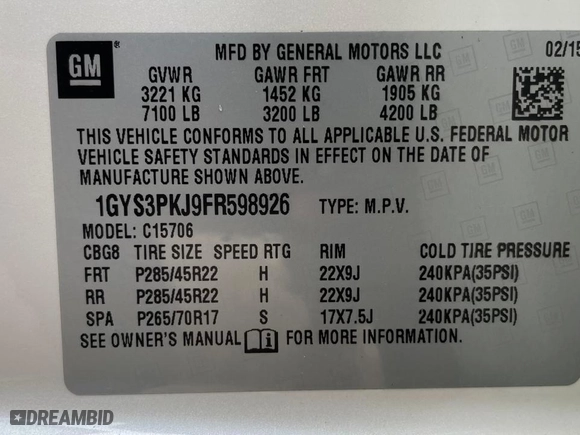 GM
MFD BY GENERAL MOTORS LLC 02/15
GVWR GAWR FRT GAWR RR
3221 KG 1452 KG 1905 KG
7100 LB 3200 LB 4200 LB
THIS VEHICLE CONFORMS TO ALL APPLICABLE U.S. FEDERAL MOTOR
VEHICLE SAFETY STANDARDS IN EFFECT ON THE DATE OF
MANUFACTURE SHOWN ABOVE.
1GYS3PKJ9FR598926 TYPE: M.P.V.
MODEL: C15706
CBG8 TIRE SIZE SPEED RTG RIM COLD TIRE PRESSURE
FRT P285/45R22 H 22X9J 240KPA(35PSI)
RR P285/45R22 H 22X9J 240KPA(35PSI)
SPA P265/70R17 S 17X7.5J 240KPA(35PSI)
SEE OWNER'S MANUAL i FOR MORE INFORMATION.
DREAMBID